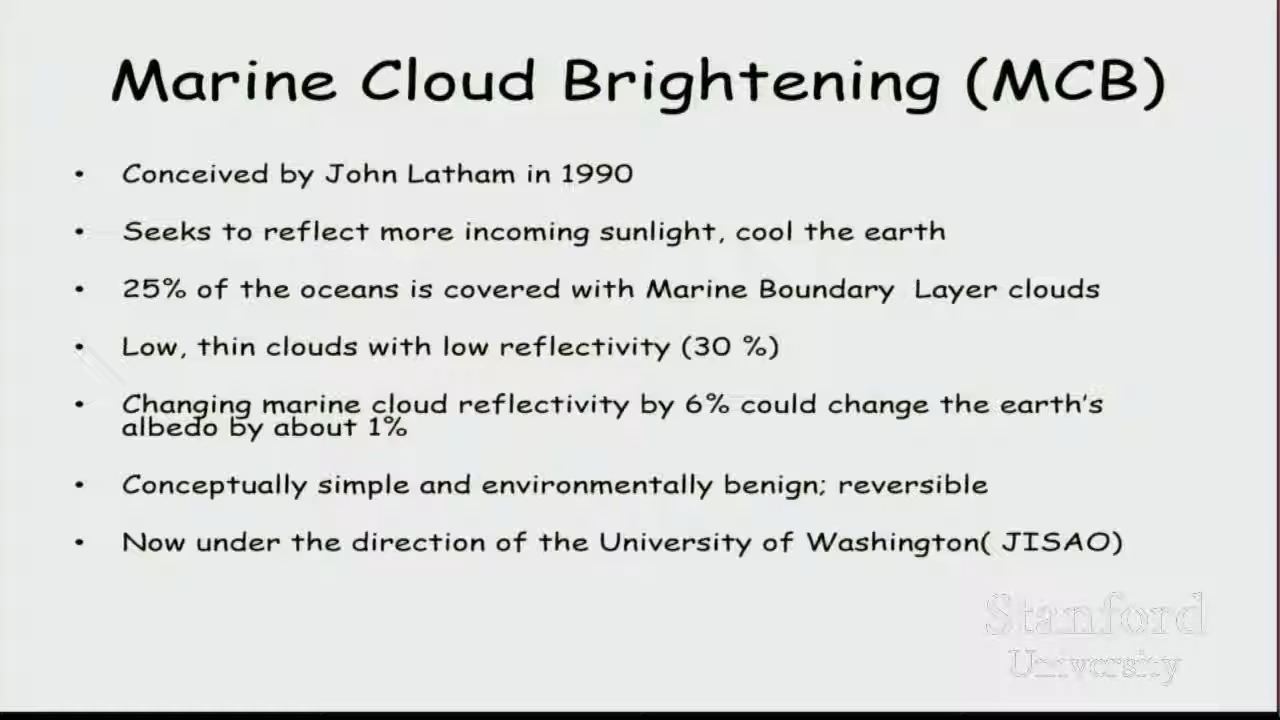 Marine Cloud Brightening (MCB)
• Conceived by John Latham in 1990
• Seeks to reflect more incoming sunlight, cool the earth
• 25% of the oceans is covered with Marine Boundary  Layer clouds
• Low, thin clouds with low reflectivity (30 %)
• Changing marine cloud reflectivity by 6% could change the earth's
albedo by about 1%
• Conceptually simple and environmentally benign; reversible
• Now under the direction of the University of Washington( JISAO)
Stanford
University